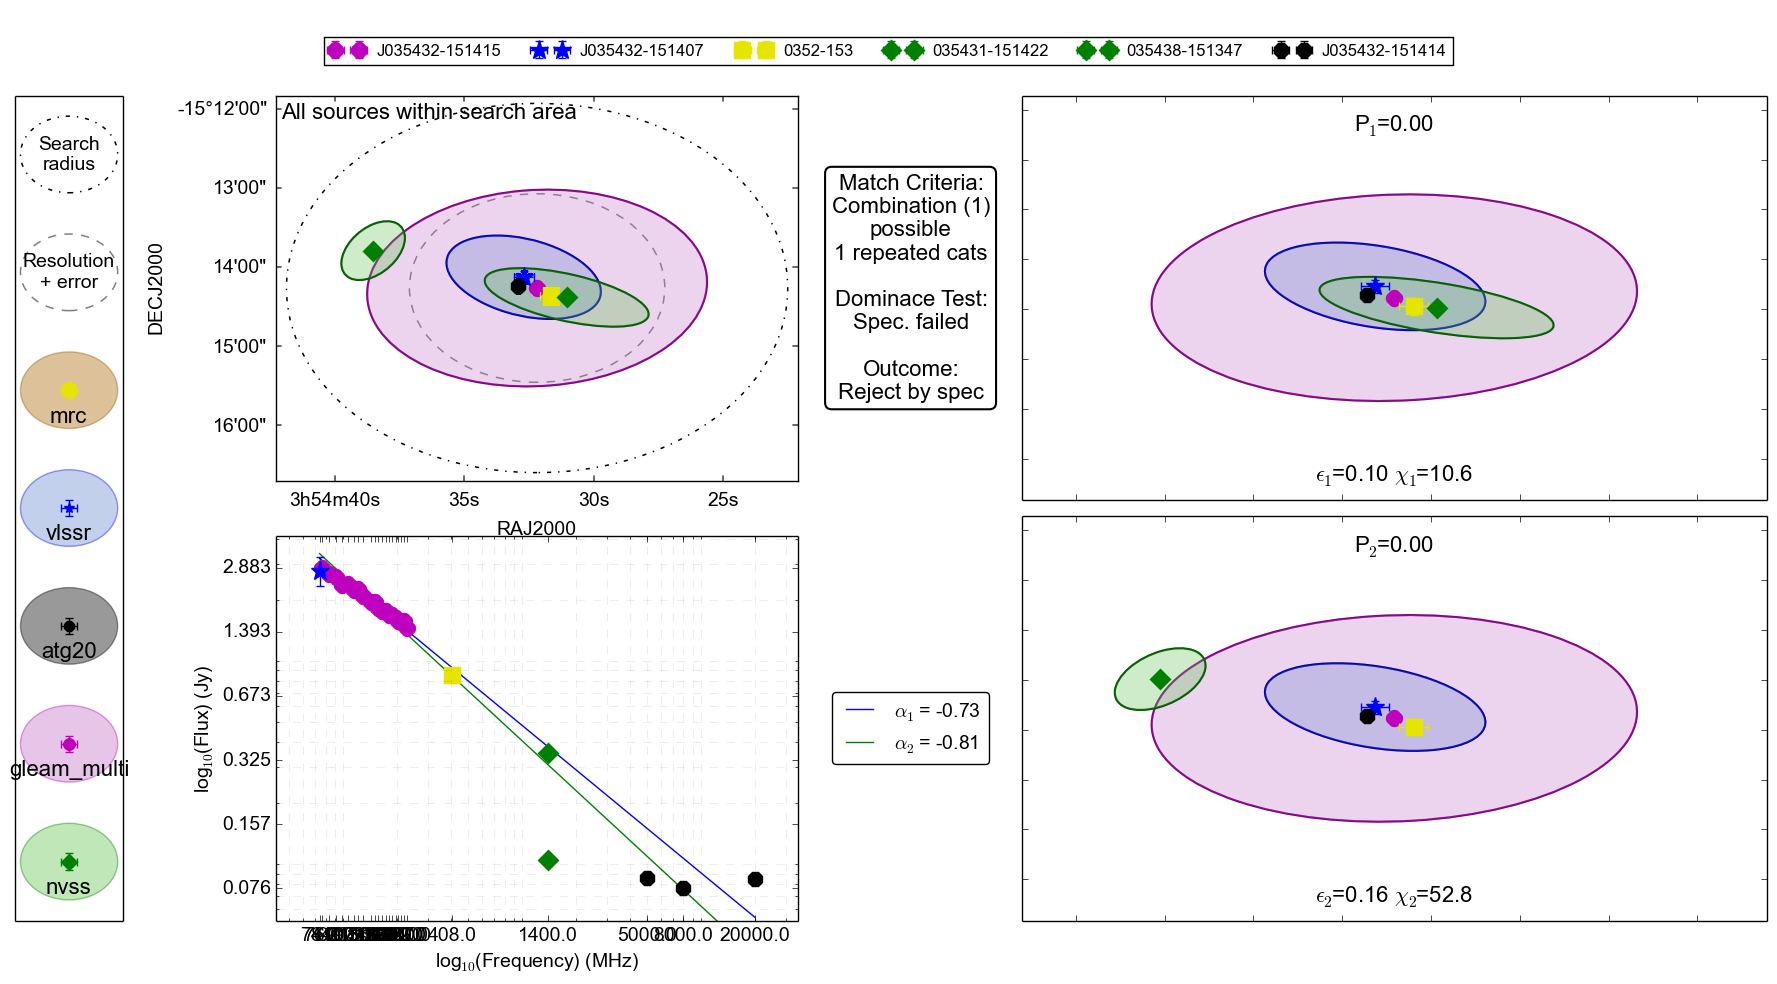 J035432-151415 J035432-151407 0352-153 035431-151422 035438-151347 J035432-151414
Search
radius
Resolution
+ error
mrc
vlssr
atg20
gleam_multi
nvss
All sources within search area
-15°12'00"
13'00"
14'00"
15'00"
16'00"
DECJ2000
3h54m40s 35s 30s 25s
RAJ2000
Match Criteria:
Combination (1)
possible
1 repeated cats
Dominace Test:
Spec. failed
Outcome:
Reject by spec
P₁=0.00
ϵ₁=0.10 χ₁=10.6
2.883
1.393
0.673
0.325
0.157
0.076
log₁₀(Flux) (Jy)
408.0 1400.0 5000.0 8000.0 20000.0
log₁₀(Frequency) (MHz)
α₁ = -0.73
α₂ = -0.81
P₂=0.00
ϵ₂=0.16 χ₂=52.8